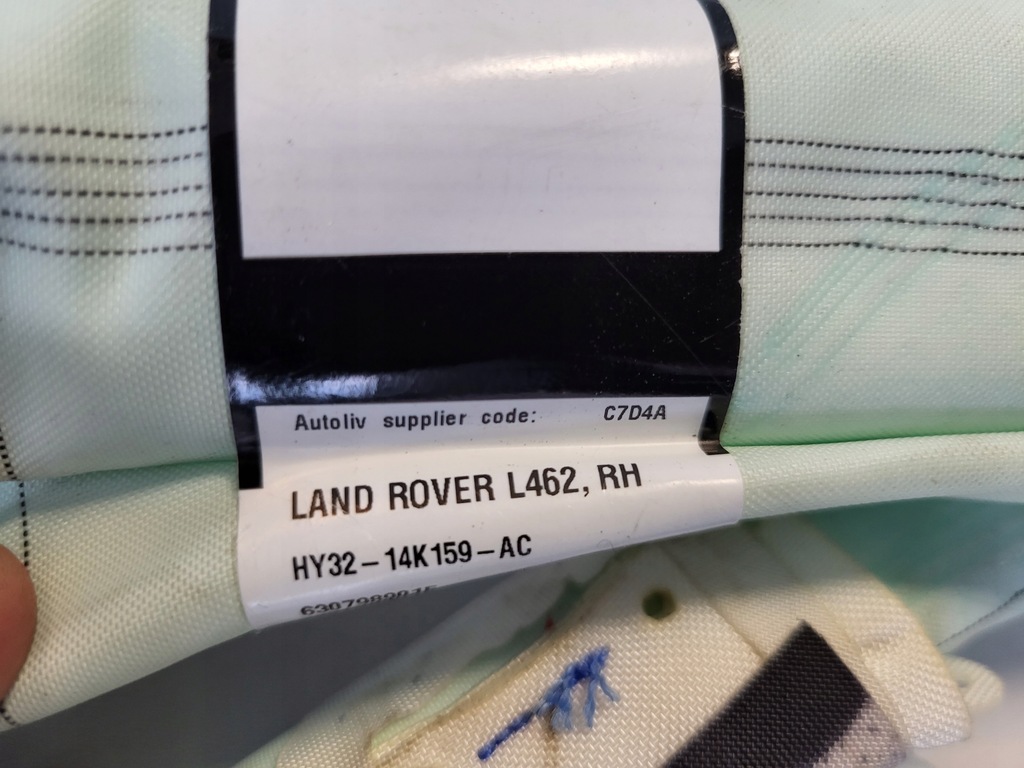 Autoliv supplier code: C7D4A
LAND ROVER L462, RH
HY32-14K159-AC